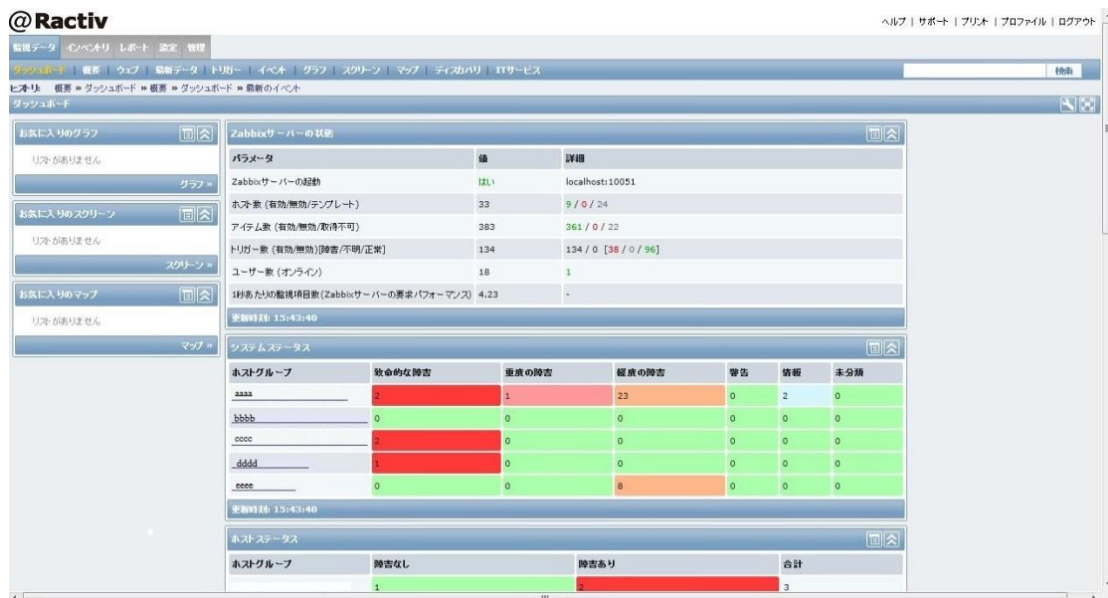 @Ractiv
ヘルプ | サポート | プリント | プロファイル | ログアウト
監視データ インベントリ レポート 設定 管理
ダッシュボード | 概要 | ウェブ | 最新データ | トリガー | イベント | グラフ | スクリーン | マップ | ディスカバリ | ITサービス
検索
ヒストリ: 概要 » ダッシュボード » 概要 » ダッシュボード » 最新のイベント
ダッシュボード
お気に入りのグラフ
リストがありません
グラフ »
お気に入りのスクリーン
リストがありません
スクリーン »
お気に入りのマップ
リストがありません
マップ »
Zabbixサーバーの状態
パラメータ 値 詳細
Zabbixサーバーの起動 はい localhost:10051
ホスト数 (有効/無効/テンプレート) 33 9 / 0 / 24
アイテム数 (有効/無効/取得不可) 383 361 / 0 / 22
トリガー数 (有効/無効)[障害/不明/正常] 134 134 / 0 [38 / 0 / 96]
ユーザー数 (オンライン) 18 1
1秒あたりの監視項目数(Zabbixサーバーの要求パフォーマンス) 4.23 -
更新時刻: 15:43:40
システムステータス
ホストグループ 致命的な障害 重度の障害 軽度の障害 警告 情報 未分類
aaaa 2 1 23 0 2 0
bbbb 0 0 0 0 0 0
cccc 2 0 0 0 0 0
dddd 1 0 0 0 0 0
eeee 0 0 8 0 0 0
更新時刻: 15:43:40
ホストステータス
ホストグループ 障害なし 障害あり 合計
1 2 3